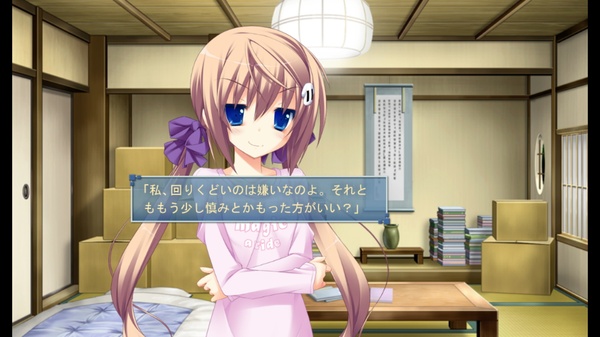 「私、回りくどいのは嫌いなのよ。それと
ももう少し慎みとかもった方がいい？」
magic